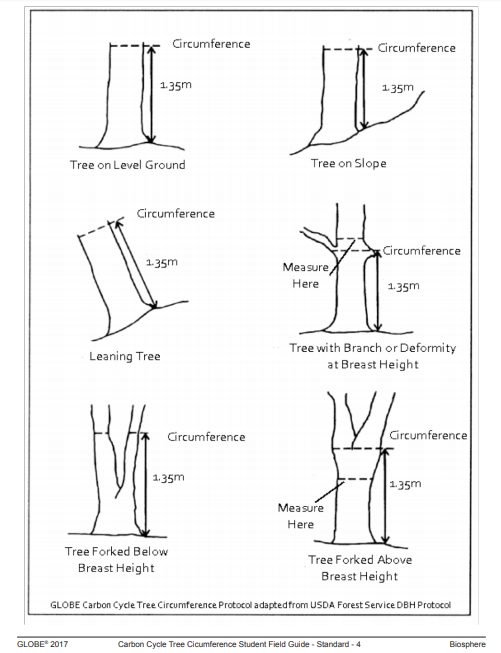 Circumference
1.35m
Tree on Level Ground
Circumference
1.35m
Tree on Slope
Circumference
1.35m
Leaning Tree
Circumference
Measure
Here
1.35m
Tree with Branch or Deformity
at Breast Height
Circumference
1.35m
Tree Forked Below
Breast Height
Circumference
1.35m
Measure
Here
Tree Forked Above
Breast Height
GLOBE Carbon Cycle Tree Circumference Protocol adapted from USDA Forest Service DBH Protocol
GLOBE® 2017 Carbon Cycle Tree Cicumference Student Field Guide - Standard - 4 Biosphere